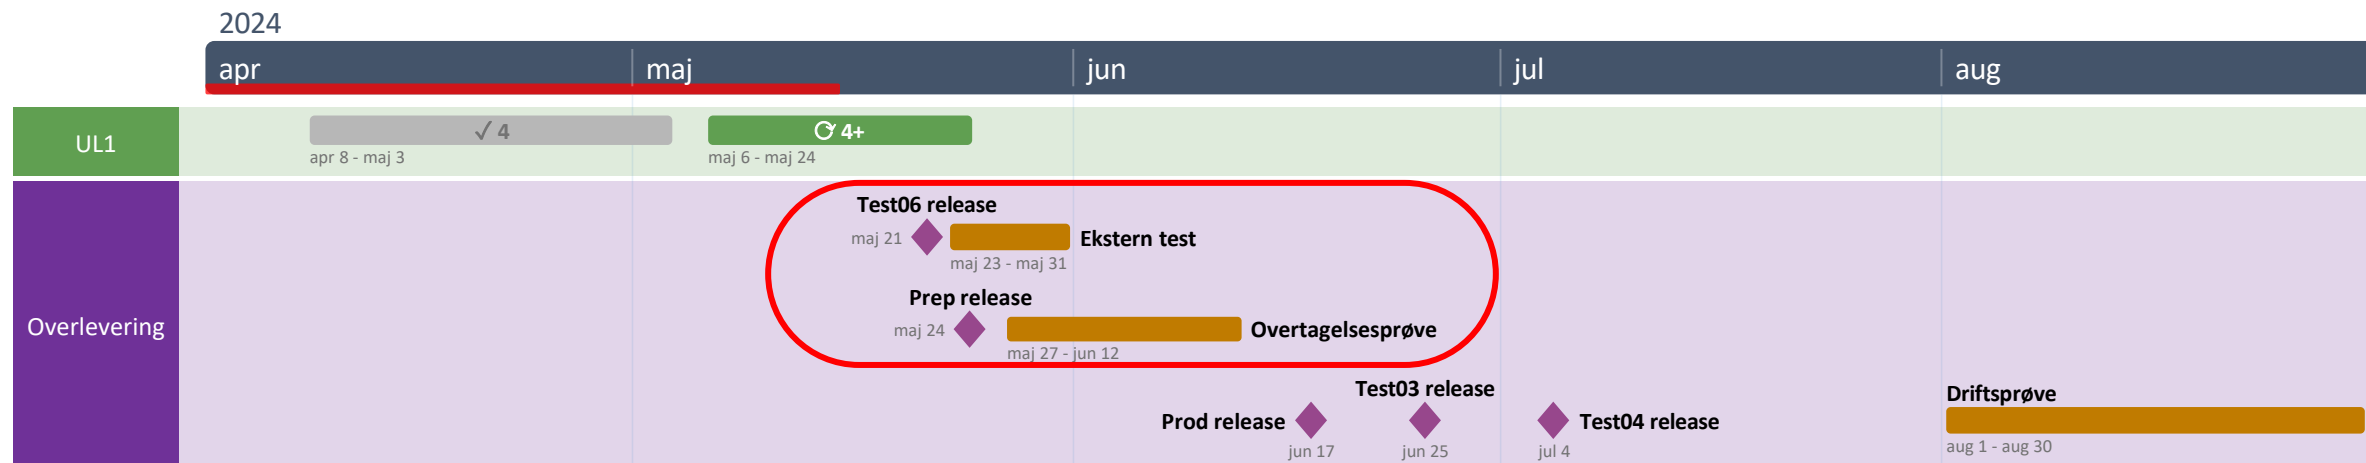 2024
apr
maj
jun
jul
aug
UL1
✓ 4
apr 8 - maj 3
⟳ 4+
maj 6 - maj 24
Overlevering
Test06 release
maj 21
Ekstern test
maj 23 - maj 31
Prep release
maj 24
Overtagelsesprøve
maj 27 - jun 12
Prod release
jun 17
Test03 release
jun 25
Test04 release
jul 4
Driftsprøve
aug 1 - aug 30